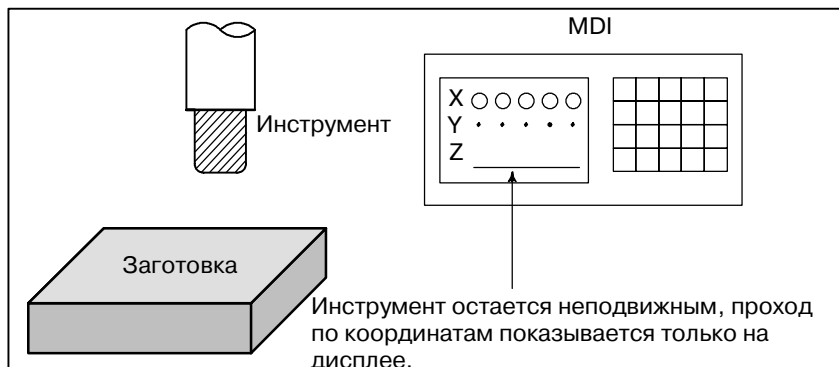 MDI
X
Y
Z
Инструмент
Заготовка
Инструмент остается неподвижным, проход
по координатам показывается только на
дисплее.